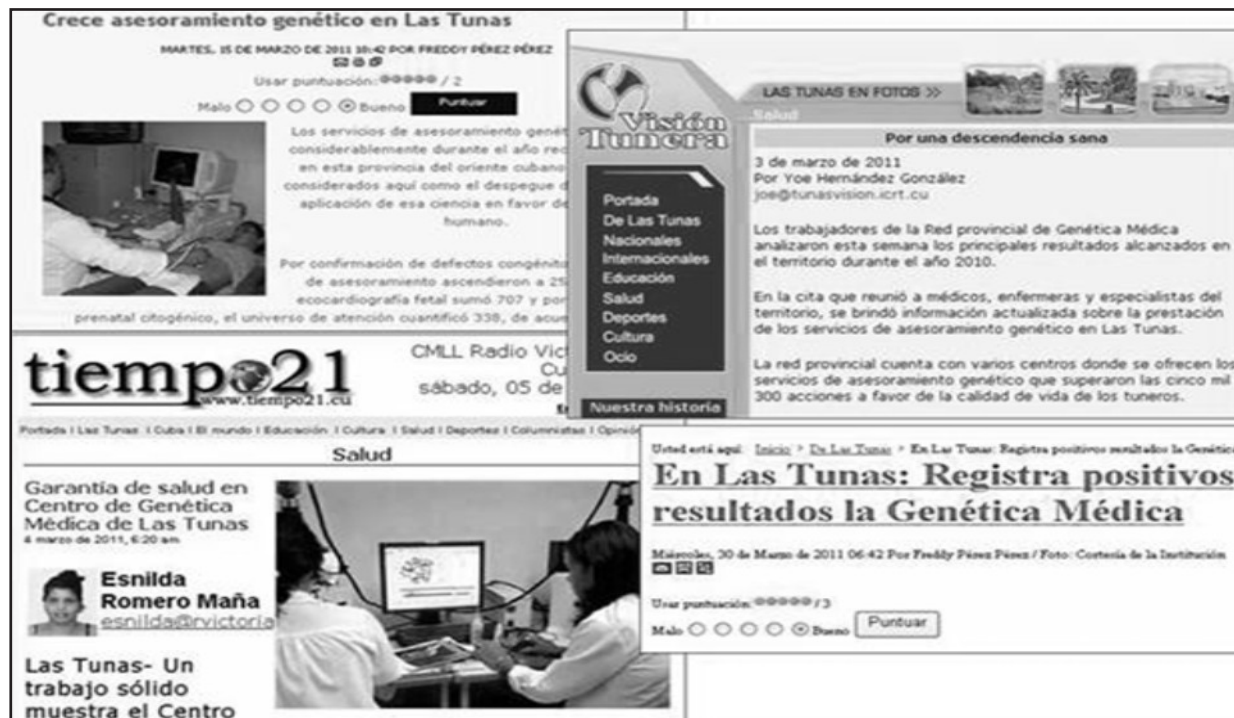 Crece asesoramiento genético en Las Tunas
MARTES, 15 DE MARZO DE 2011 10:42 POR FREDDY PÉREZ PÉREZ
Usar puntuación: / 2
Malo Bueno Puntuar
Los servicios de asesoramiento genét
considerablemente durante el año rec
en esta provincia del oriente cubano
considerados aquí como el despegue d
aplicación de esa ciencia en favor de
humano.
Por confirmación de defectos congénito
de asesoramiento ascendieron a 25
ecocardiografía fetal sumó 707 y por
prenatal citogénico, el universo de atención cuantificó 338, de acue
Visión
Tunera
LAS TUNAS EN FOTOS >>
Salud
Portada
De Las Tunas
Nacionales
Internacionales
Educación
Salud
Deportes
Cultura
Ocio
Nuestra historia
Por una descendencia sana
3 de marzo de 2011
Por Yoe Hernández González
joe@tunasvision.icrt.cu
Los trabajadores de la Red provincial de Genética Médica
analizaron esta semana los principales resultados alcanzados en
el territorio durante el año 2010.
En la cita que reunió a médicos, enfermeras y especialistas del
territorio, se brindó información actualizada sobre la prestación
de los servicios de asesoramiento genético en Las Tunas.
La red provincial cuenta con varios centros donde se ofrecen los
servicios de asesoramiento genético que superaron las cinco mil
300 acciones a favor de la calidad de vida de los tuneros.
tiempo21
www.tiempo21.cu
CMLL Radio Vict
Cu
sábado, 05 de
Portada I Las Tunas I Cuba I El mundo I Educación I Cultura I Salud I Deportes I Columnistas I Opinió
Salud
Garantía de salud en
Centro de Genética
Médica de Las Tunas
4 marzo de 2011, 6:20 am
Esnilda
Romero Maña
esnilda@rvictoria
Las Tunas- Un
trabajo sólido
muestra el Centro
Usted está aquí: Inicio > De Las Tunas > En Las Tunas: Registra positivos resultados la Genética
En Las Tunas: Registra positivos
resultados la Genética Médica
Miércoles, 30 de Marzo de 2011 06:42 Por Freddy Pérez Pérez / Foto: Cortesía de la Institución
Usar puntuación: / 3
Malo Bueno Puntuar